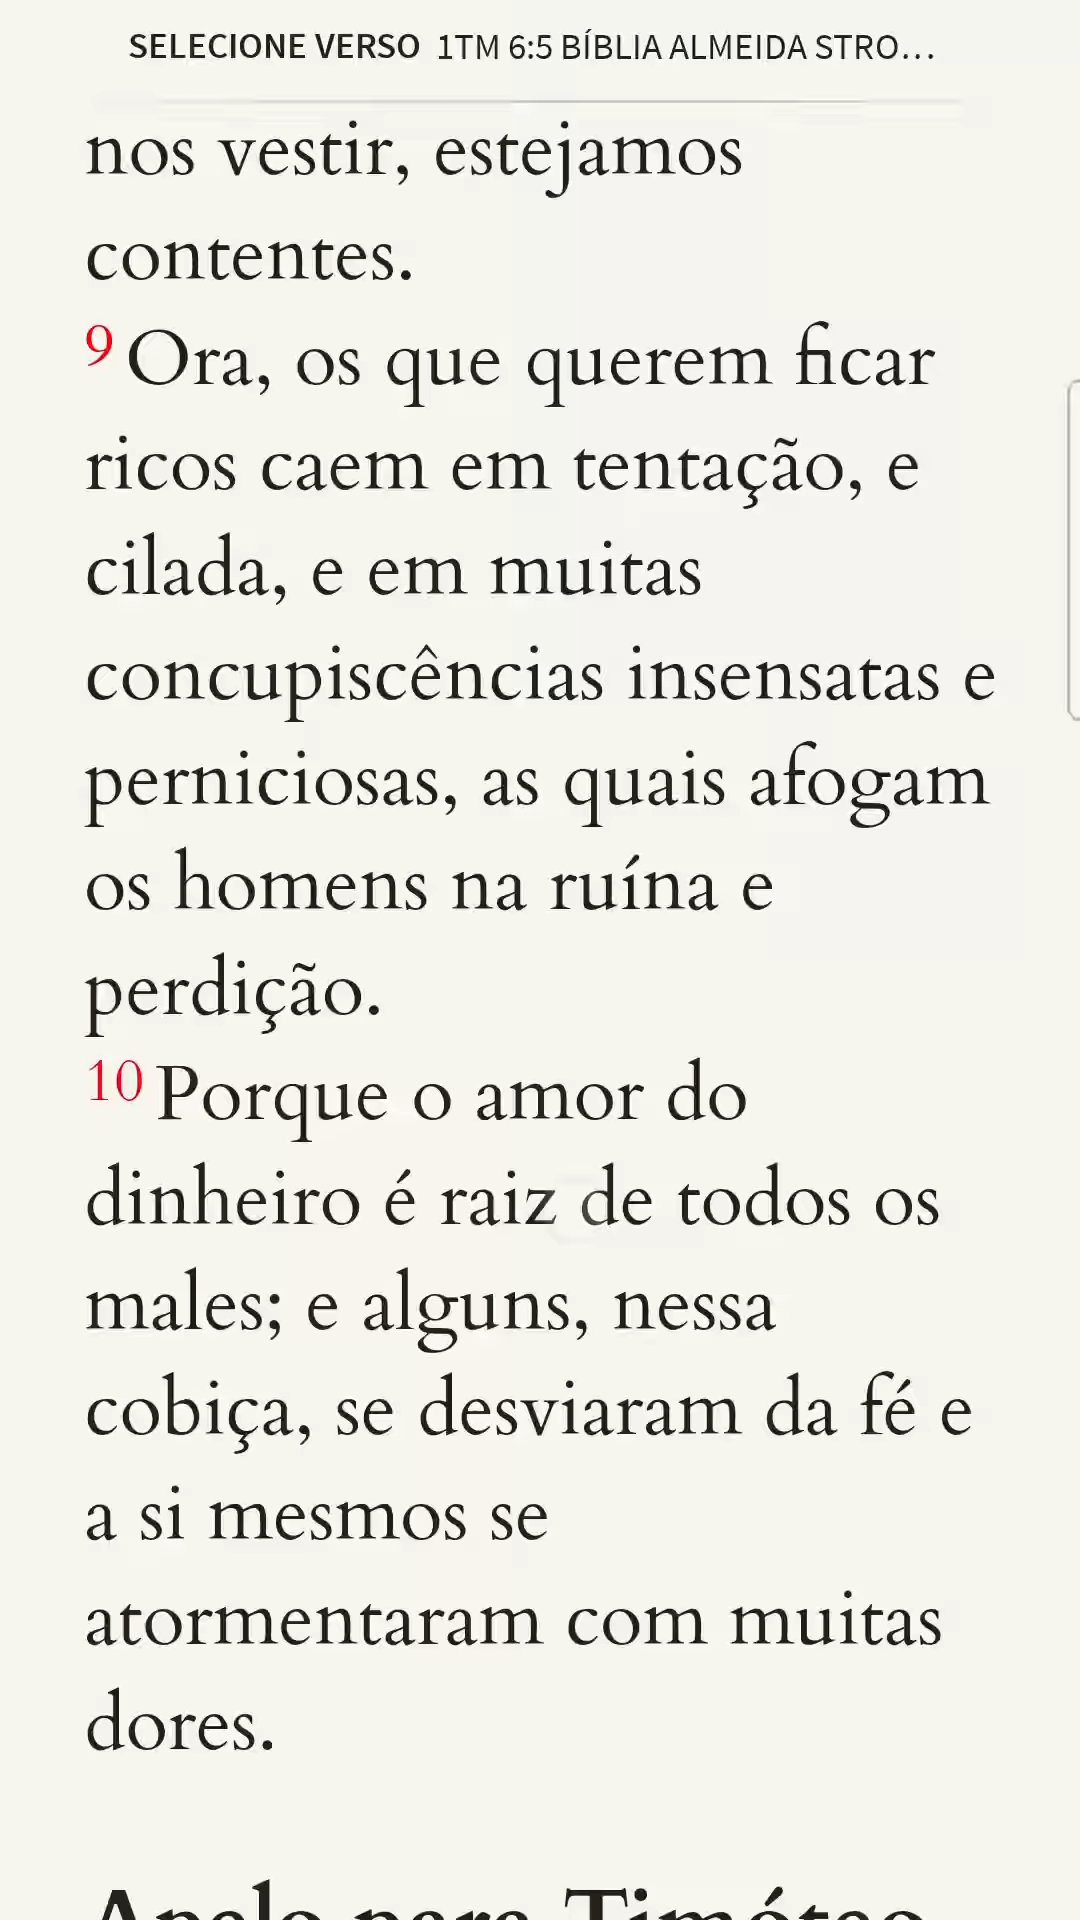 SELECIONE VERSO 1TM 6:5 BÍBLIA ALMEIDA STRO...
nos vestir, estejamos
contentes.
9 Ora, os que querem ficar
ricos caem em tentação, e
cilada, e em muitas
concupiscências insensatas e
perniciosas, as quais afogam
os homens na ruína e
perdição.
10 Porque o amor do
dinheiro é raiz de todos os
males; e alguns, nessa
cobiça, se desviaram da fé e
a si mesmos se
atormentaram com muitas
dores.
Apelo para Timóteo